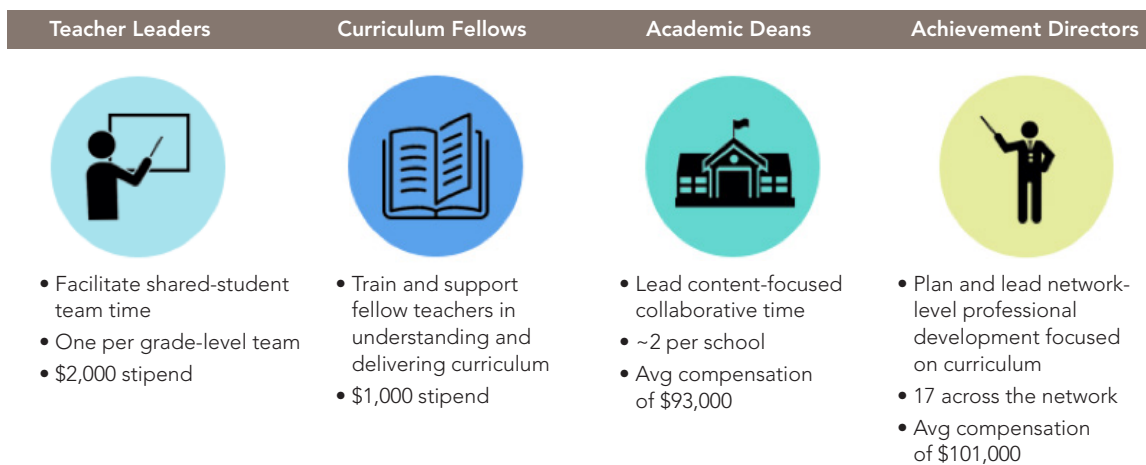 Teacher Leaders
Curriculum Fellows
Academic Deans
Achievement Directors
• Facilitate shared-student
team time
• One per grade-level team
• $2,000 stipend
• Train and support
fellow teachers in
understanding and
delivering curriculum
• $1,000 stipend
• Lead content-focused
collaborative time
• ~2 per school
• Avg compensation
of $93,000
• Plan and lead network-
level professional
development focused
on curriculum
• 17 across the network
• Avg compensation
of $101,000